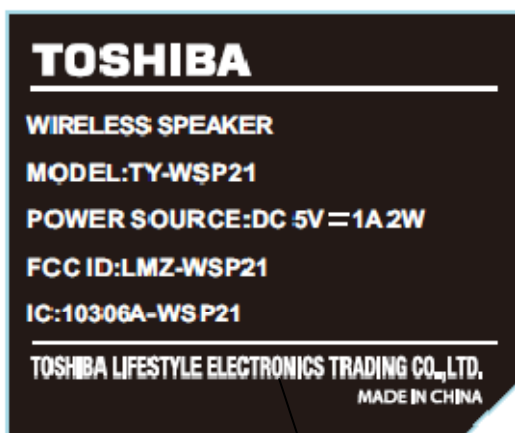 TOSHIBA
WIRELESS SPEAKER
MODEL:TY-WSP21
POWER SOURCE:DC 5V⎓1A 2W
FCC ID:LMZ-WSP21
IC:10306A-WSP21
TOSHIBA LIFESTYLE ELECTRONICS TRADING CO.,LTD.
MADE IN CHINA